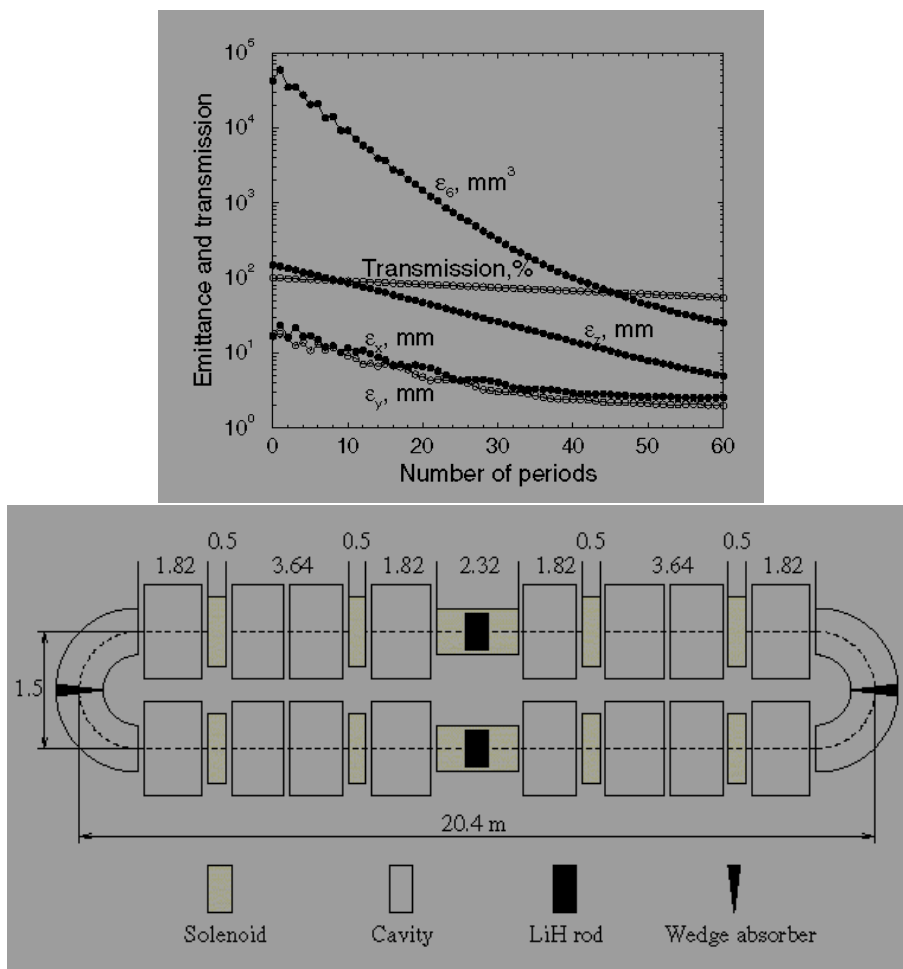 Emittance and transmission
10⁵
10⁴
10³
10²
10¹
10⁰
ε₆, mm³
Transmission,%
εₓ, mm
ε_z, mm
ε_y, mm
0 10 20 30 40 50 60
Number of periods
0.5 0.5 0.5 0.5
1.82 3.64 1.82 2.32 1.82 3.64 1.82
1.5
20.4 m
Solenoid Cavity LiH rod Wedge absorber